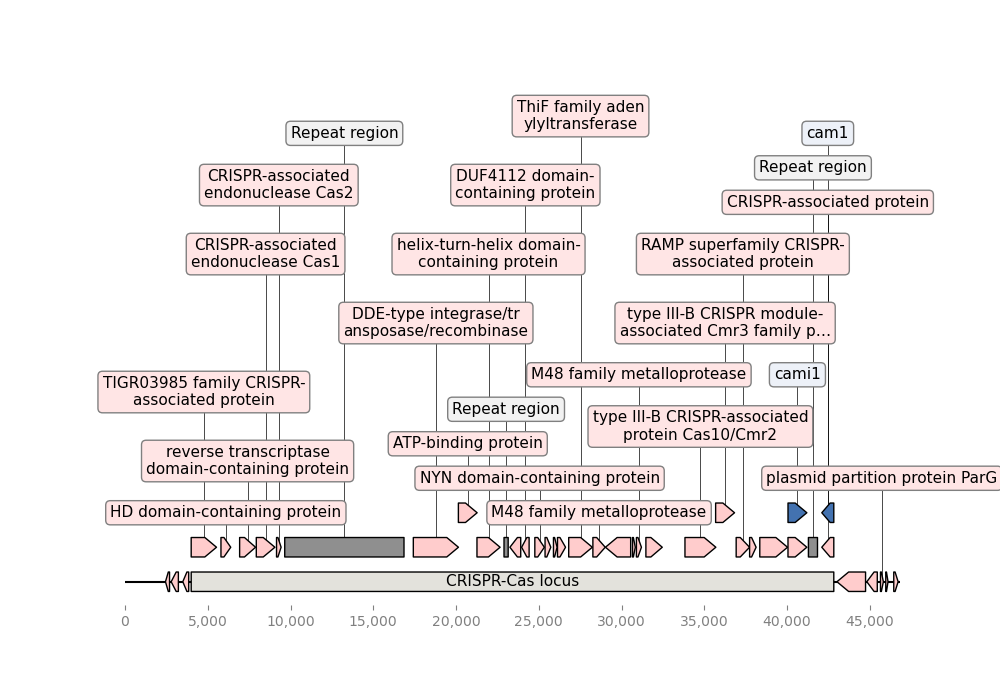 ThiF family aden
ylyltransferase
Repeat region
cam1
Repeat region
CRISPR-associated
endonuclease Cas2
DUF4112 domain-
containing protein
CRISPR-associated protein
CRISPR-associated
endonuclease Cas1
helix-turn-helix domain-
containing protein
RAMP superfamily CRISPR-
associated protein
DDE-type integrase/tr
ansposase/recombinase
type III-B CRISPR module-
associated Cmr3 family p...
M48 family metalloprotease
cami1
TIGR03985 family CRISPR-
associated protein
Repeat region
type III-B CRISPR-associated
protein Cas10/Cmr2
ATP-binding protein
reverse transcriptase
domain-containing protein
NYN domain-containing protein
plasmid partition protein ParG
HD domain-containing protein
M48 family metalloprotease
CRISPR-Cas locus
0
5,000
10,000
15,000
20,000
25,000
30,000
35,000
40,000
45,000